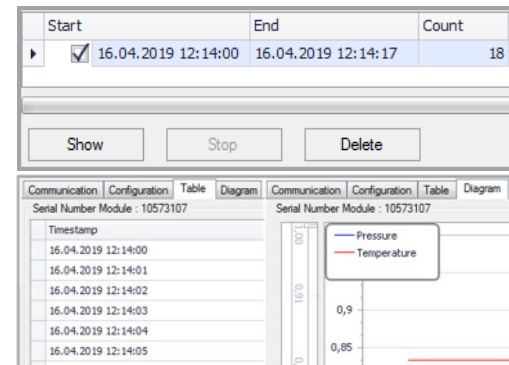 Start End Count
16.04.2019 12:14:00 16.04.2019 12:14:17 18
Show Stop Delete
Communication Configuration Table Diagram
Serial Number Module : 10573107
Timestamp
16.04.2019 12:14:00
16.04.2019 12:14:01
16.04.2019 12:14:02
16.04.2019 12:14:03
16.04.2019 12:14:04
16.04.2019 12:14:05
Communication Configuration Table Diagram
Serial Number Module : 10573107
1,00
0,91
Pressure
Temperature
0,9
0,85